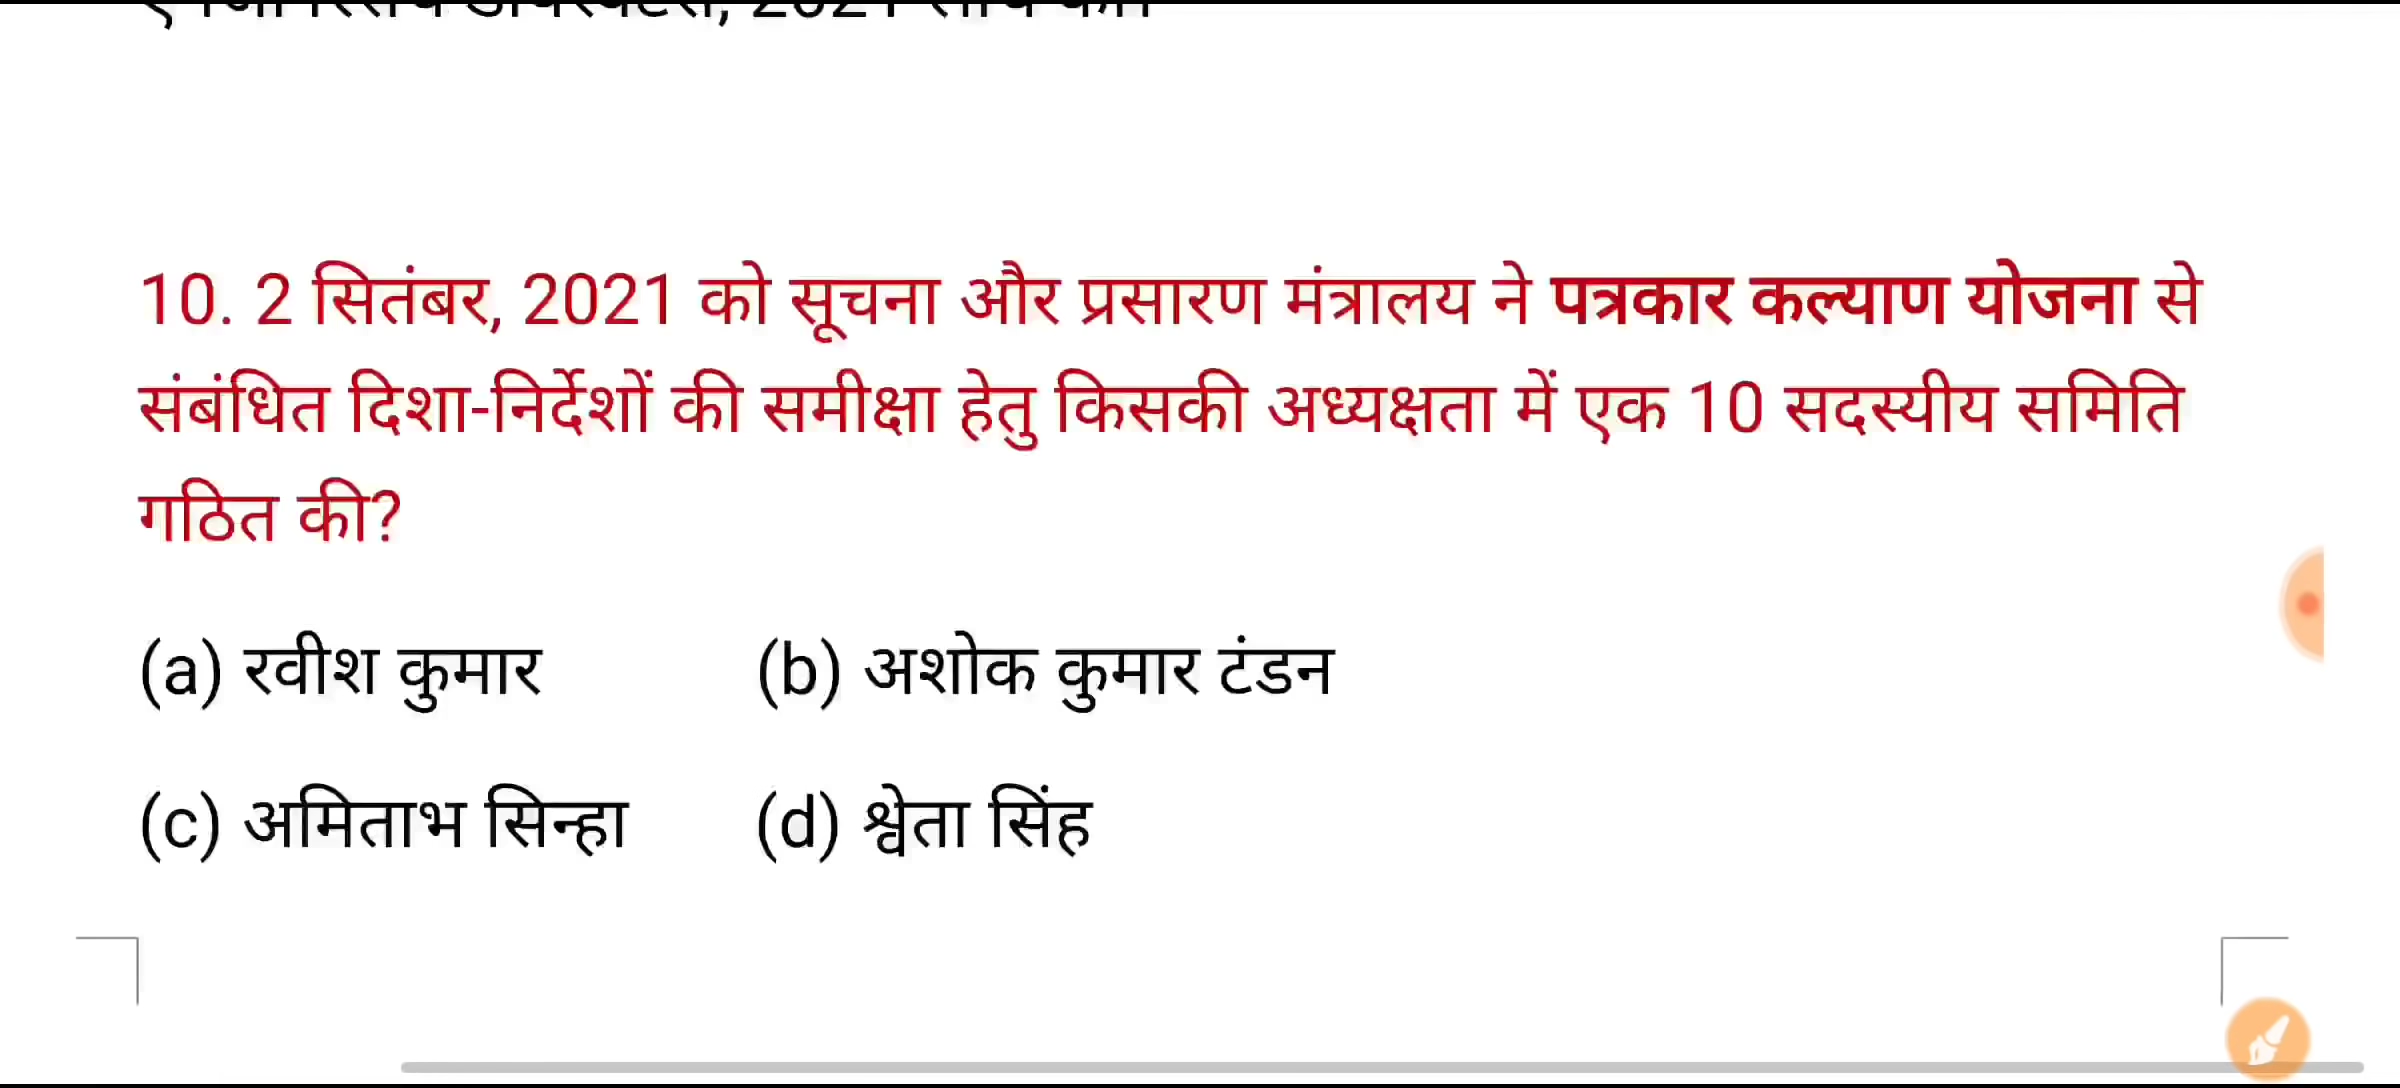 10. 2 सितंबर, 2021 को सूचना और प्रसारण मंत्रालय ने पत्रकार कल्याण योजना से
संबंधित दिशा-निर्देशों की समीक्षा हेतु किसकी अध्यक्षता में एक 10 सदस्यीय समिति
गठित की?
(a) रवीश कुमार (b) अशोक कुमार टंडन
(c) अमिताभ सिन्हा (d) श्वेता सिंह